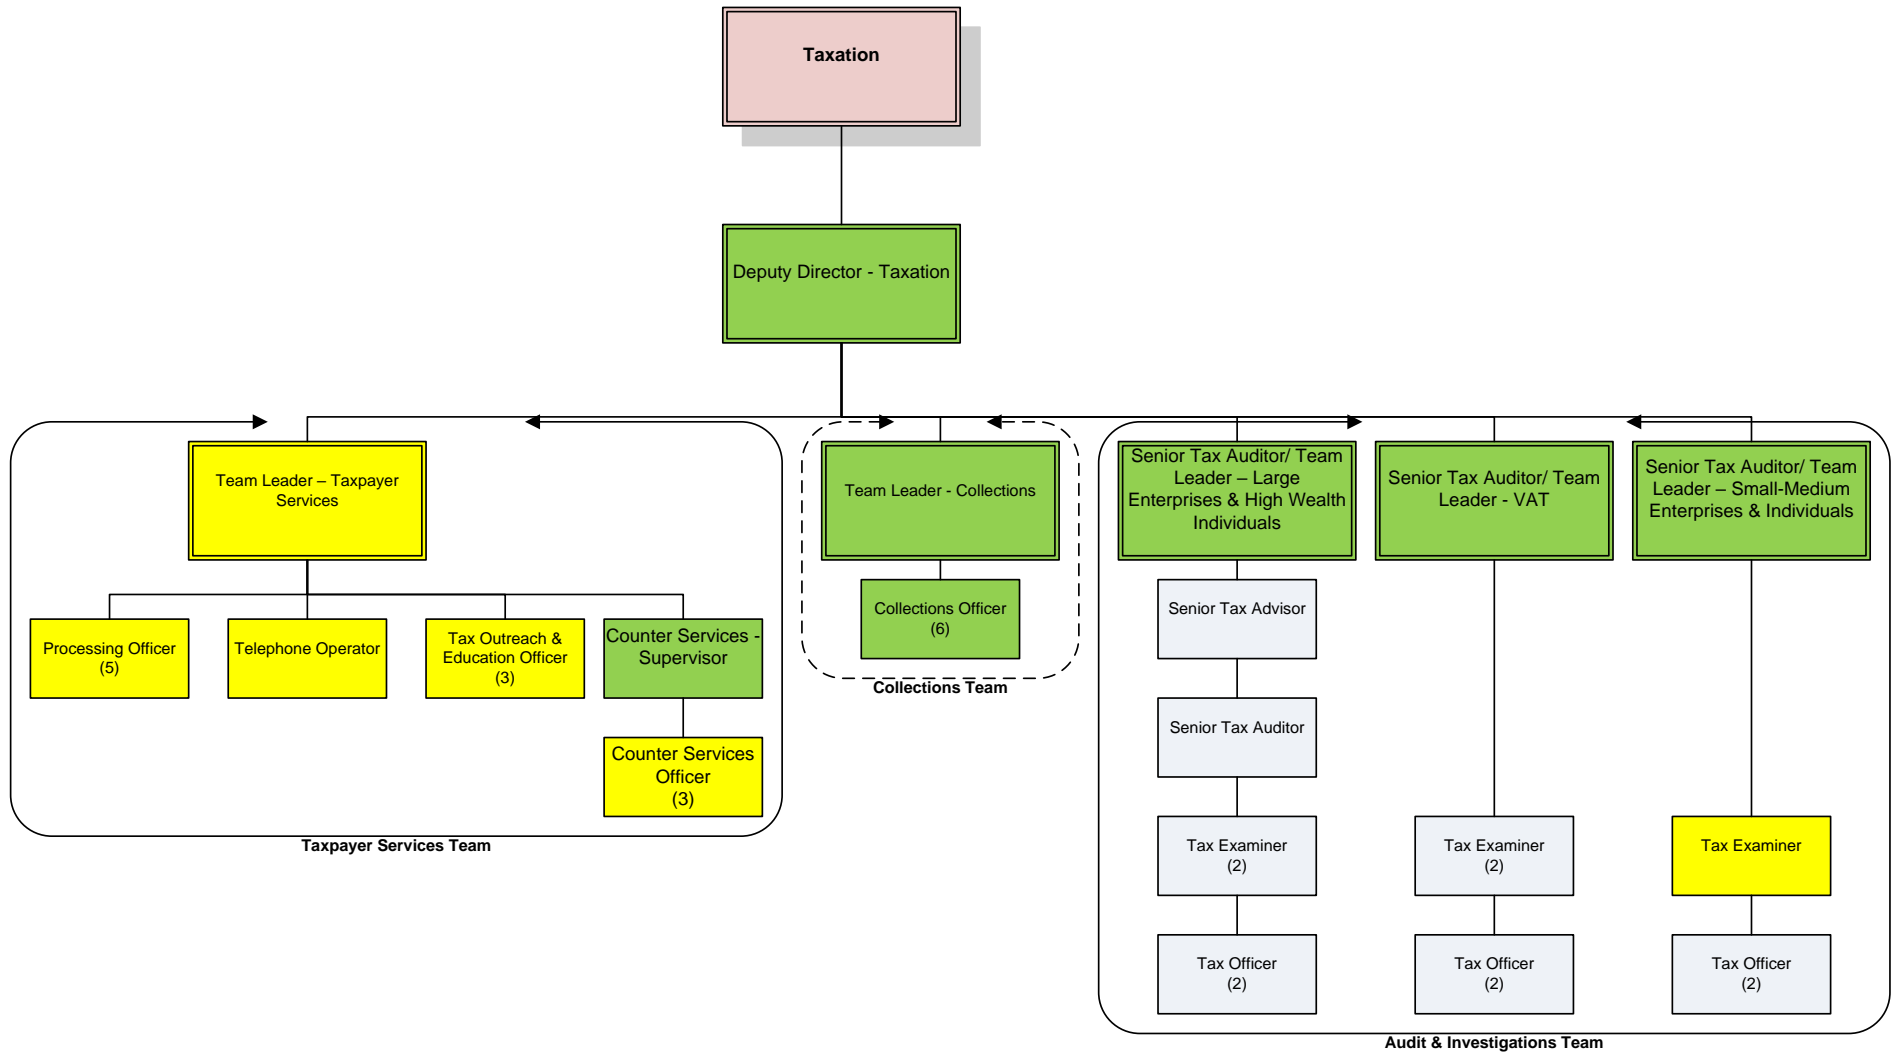 Taxation
Deputy Director - Taxation
Team Leader – Taxpayer
Services
Team Leader - Collections
Senior Tax Auditor/ Team
Leader – Large
Enterprises & High Wealth
Individuals
Senior Tax Auditor/ Team
Leader - VAT
Senior Tax Auditor/ Team
Leader – Small-Medium
Enterprises & Individuals
Processing Officer
(5)
Telephone Operator
Tax Outreach &
Education Officer
(3)
Counter Services -
Supervisor
Counter Services
Officer
(3)
Taxpayer Services Team
Collections Officer
(6)
Collections Team
Senior Tax Advisor
Senior Tax Auditor
Tax Examiner
(2)
Tax Officer
(2)
Tax Examiner
(2)
Tax Officer
(2)
Tax Examiner
Tax Officer
(2)
Audit & Investigations Team